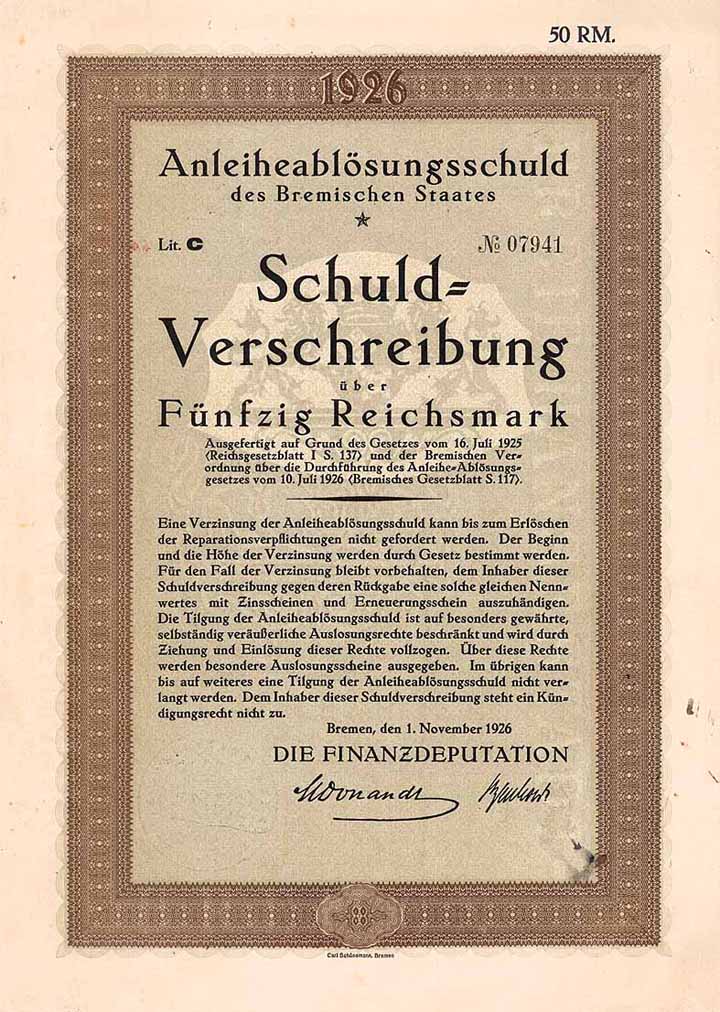 50 RM.
1926
Anleiheablösungsschuld
des Bremischen Staates
Lit. C № 07941
Schuld=
Verschreibung
über
Fünfzig Reichsmark
Ausgefertigt auf Grund des Gesetzes vom 16. Juli 1925
(Reichsgesetzblatt I S. 137) und der Bremischen Ver=
ordnung über die Durchführung des Anleihe=Ablösungs=
gesetzes vom 10. Juli 1926 (Bremisches Gesetzblatt S. 117).
Eine Verzinsung der Anleiheablösungsschuld kann bis zum Erlöschen
der Reparationsverpflichtungen nicht gefordert werden. Der Beginn
und die Höhe der Verzinsung werden durch Gesetz bestimmt werden.
Für den Fall der Verzinsung bleibt vorbehalten, dem Inhaber dieser
Schuldverschreibung gegen deren Rückgabe eine solche gleichen Nenn=
wertes mit Zinsscheinen und Erneuerungsschein auszuhändigen.
Die Tilgung der Anleiheablösungsschuld ist auf besonders gewährte,
selbständig veräußerliche Auslosungsrechte beschränkt und wird durch
Ziehung und Einlösung dieser Rechte vollzogen. Über diese Rechte
werden besondere Auslosungsscheine ausgegeben. Im übrigen kann
bis auf weiteres eine Tilgung der Anleiheablösungsschuld nicht ver=
langt werden. Dem Inhaber dieser Schuldverschreibung steht ein Kün=
digungsrecht nicht zu.
Bremen, den 1. November 1926
DIE FINANZDEPUTATION
Donandt
Carl Schünemann, Bremen